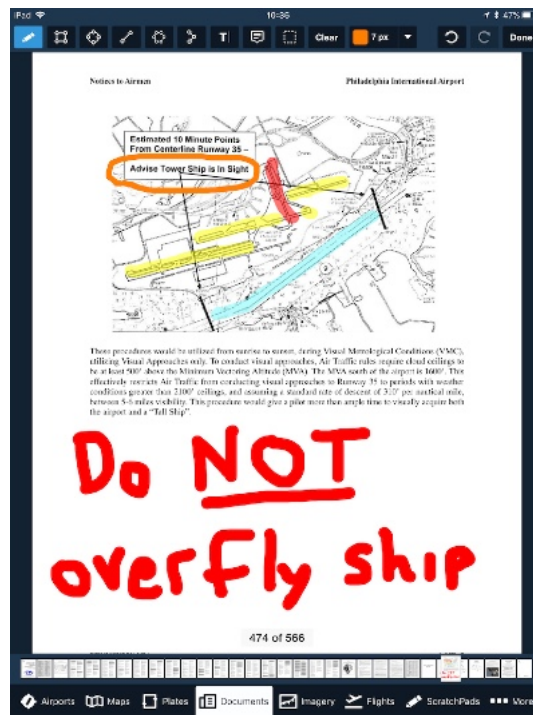 iPad
10:36
47%
T
Clear
7 px
Done
Notices to Airmen
Philadelphia International Airport
Estimated 10 Minute Points
From Centerline Runway 35 –
Advise Tower Ship is In Sight
These procedures would be utilized from sunrise to sunset, during Visual Metrological Conditions (VMC),
utilizing Visual Approaches only. To conduct visual approaches, Air Traffic rules require cloud ceilings to
be at least 500' above the Minimum Vectoring Altitude (MVA). The MVA south of the airport is 1600'. This
effectively restricts Air Traffic from conducting visual approaches to Runway 35 to periods with weather
conditions greater than 2100' ceilings, and assuming a standard rate of descent of 310' per nautical mile,
between 5-6 miles visibility. This procedure would give a pilot more than ample time to visually acquire both
the airport and a "Tall Ship".
Do NOT
overfly ship
474 of 566
Airports
Maps
Plates
Documents
Imagery
Flights
ScratchPads
More